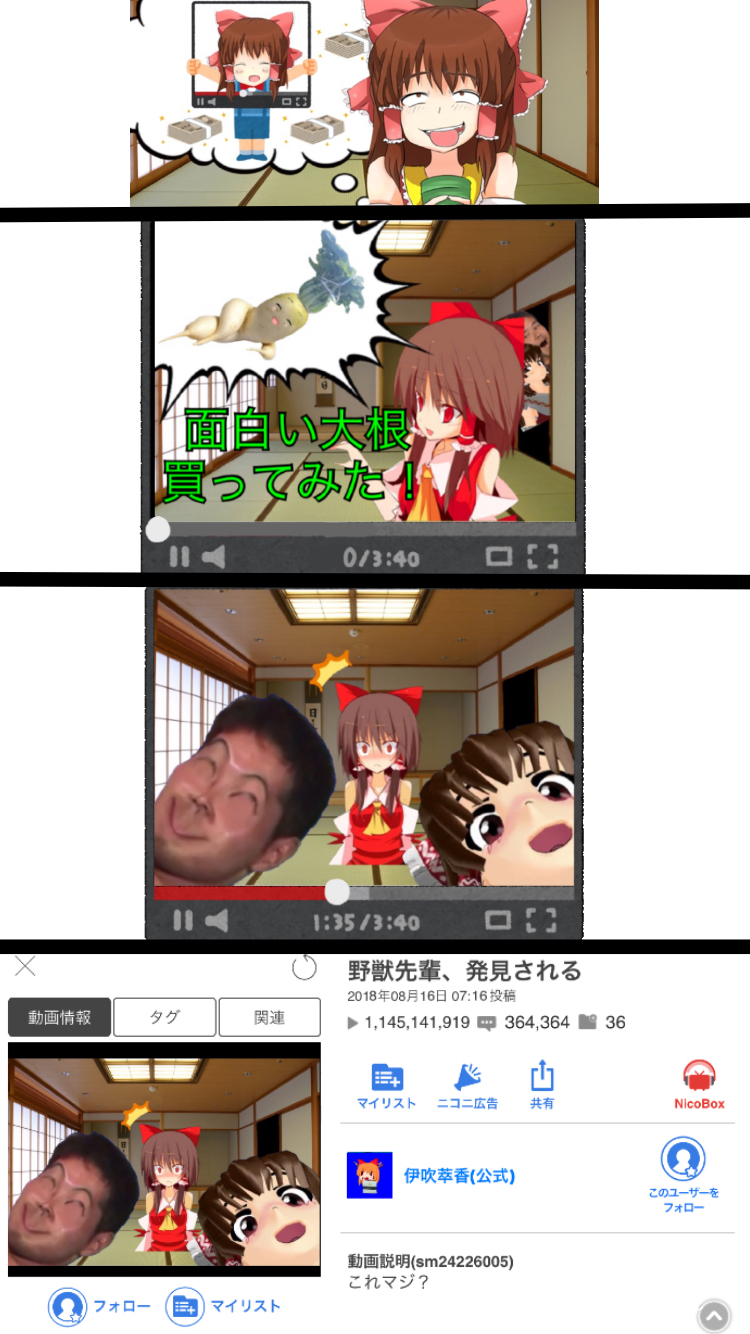 面白い大根
買ってみた！
0/3:40
1:35/3:40
動画情報
タグ
関連
フォロー
マイリスト
野獣先輩、発見される
2018年08月16日 07:16 投稿
1,145,141,919 364,364 36
マイリスト
ニコニ広告
共有
NicoBox
伊吹萃香(公式)
このユーザーを
フォロー
動画説明(sm24226005)
これマジ？